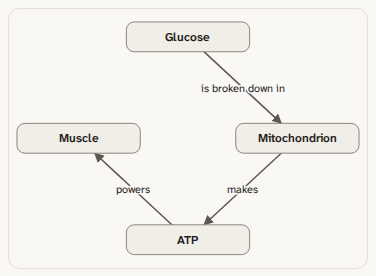 Glucose
is broken down in
Muscle
Mitochondrion
powers
makes
ATP